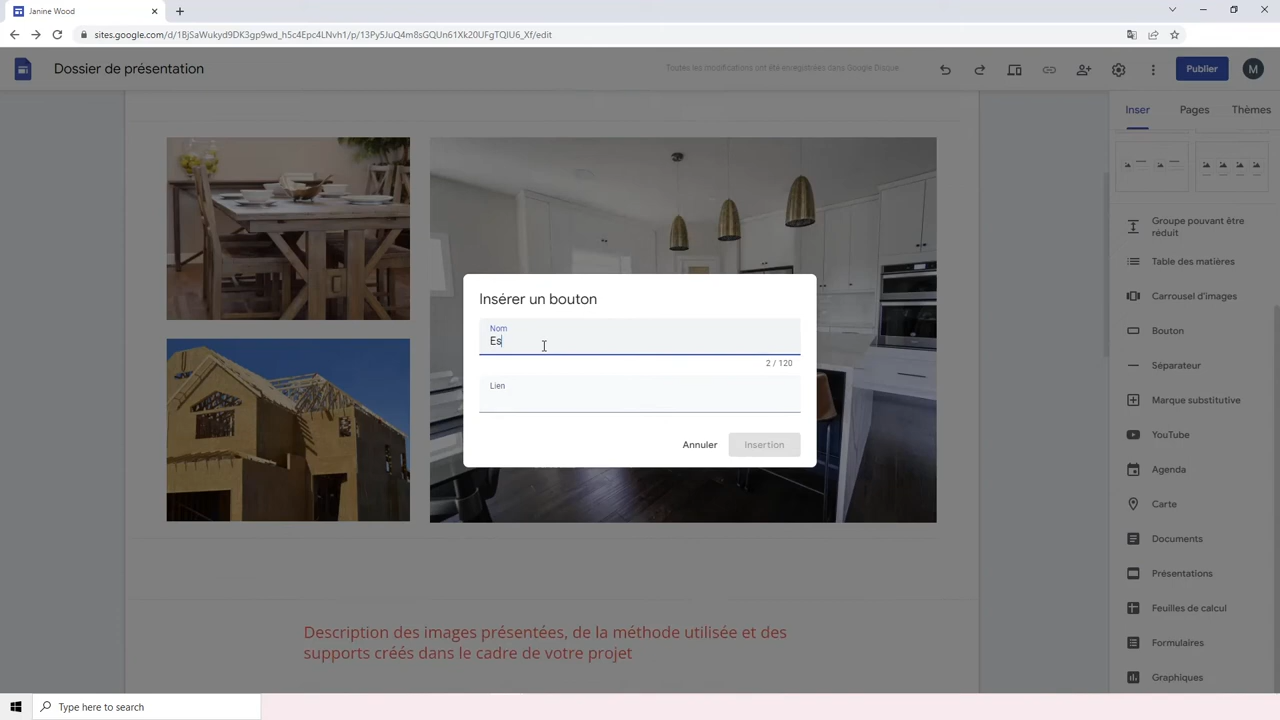 Janine Wood
sites.google.com/d/1BjSaWukyd9DK3gp9wd_h5c4Epc4LNvh1/p/13Py5JuQ4m8sGQUn61Xk20UFgTQlU6_Xf/edit
Dossier de présentation
Toutes les modifications ont été enregistrées dans Google Disque
Publier
M
Inser
Pages
Thèmes
Groupe pouvant être
réduit
Table des matières
Carrousel d'images
Bouton
Séparateur
Marque substitutive
YouTube
Agenda
Carte
Documents
Présentations
Feuilles de calcul
Formulaires
Graphiques
Insérer un bouton
Nom
Es
2 / 120
Lien
Annuler
Insertion
Description des images présentées, de la méthode utilisée et des
supports créés dans le cadre de votre projet
Type here to search